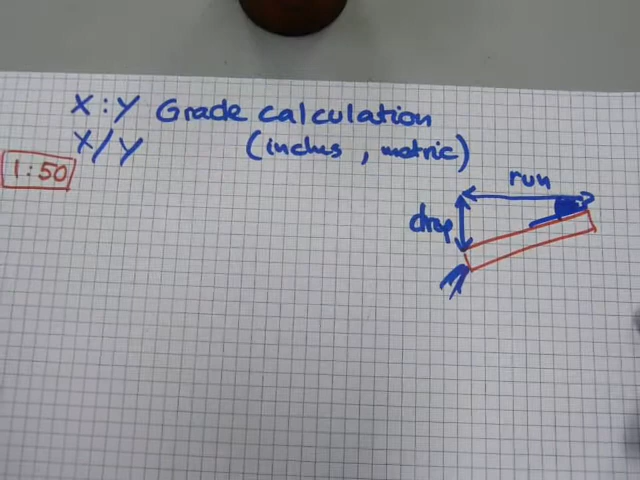 X:Y Grade calculation
X/Y (inches, metric)
1:50
run
drop